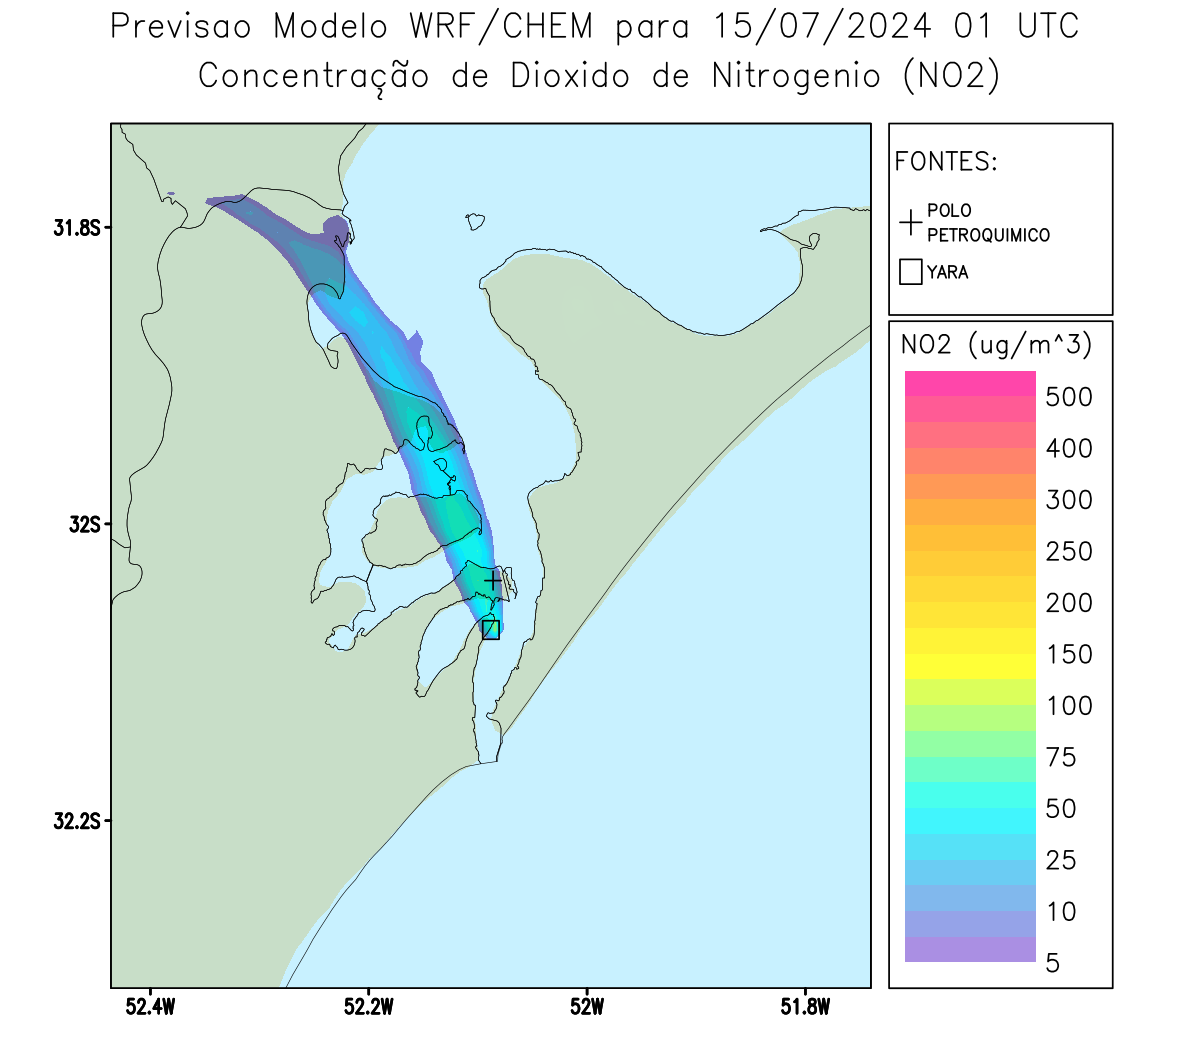 Previsao Modelo WRF/CHEM para 15/07/2024 01 UTC
Concentração de Dioxido de Nitrogenio (NO2)
FONTES:
POLO
PETROQUIMICO
YARA
NO2 (ug/m^3)
500
400
300
250
200
150
100
75
50
25
10
5
31.8S
32S
32.2S
52.4W
52.2W
52W
51.8W